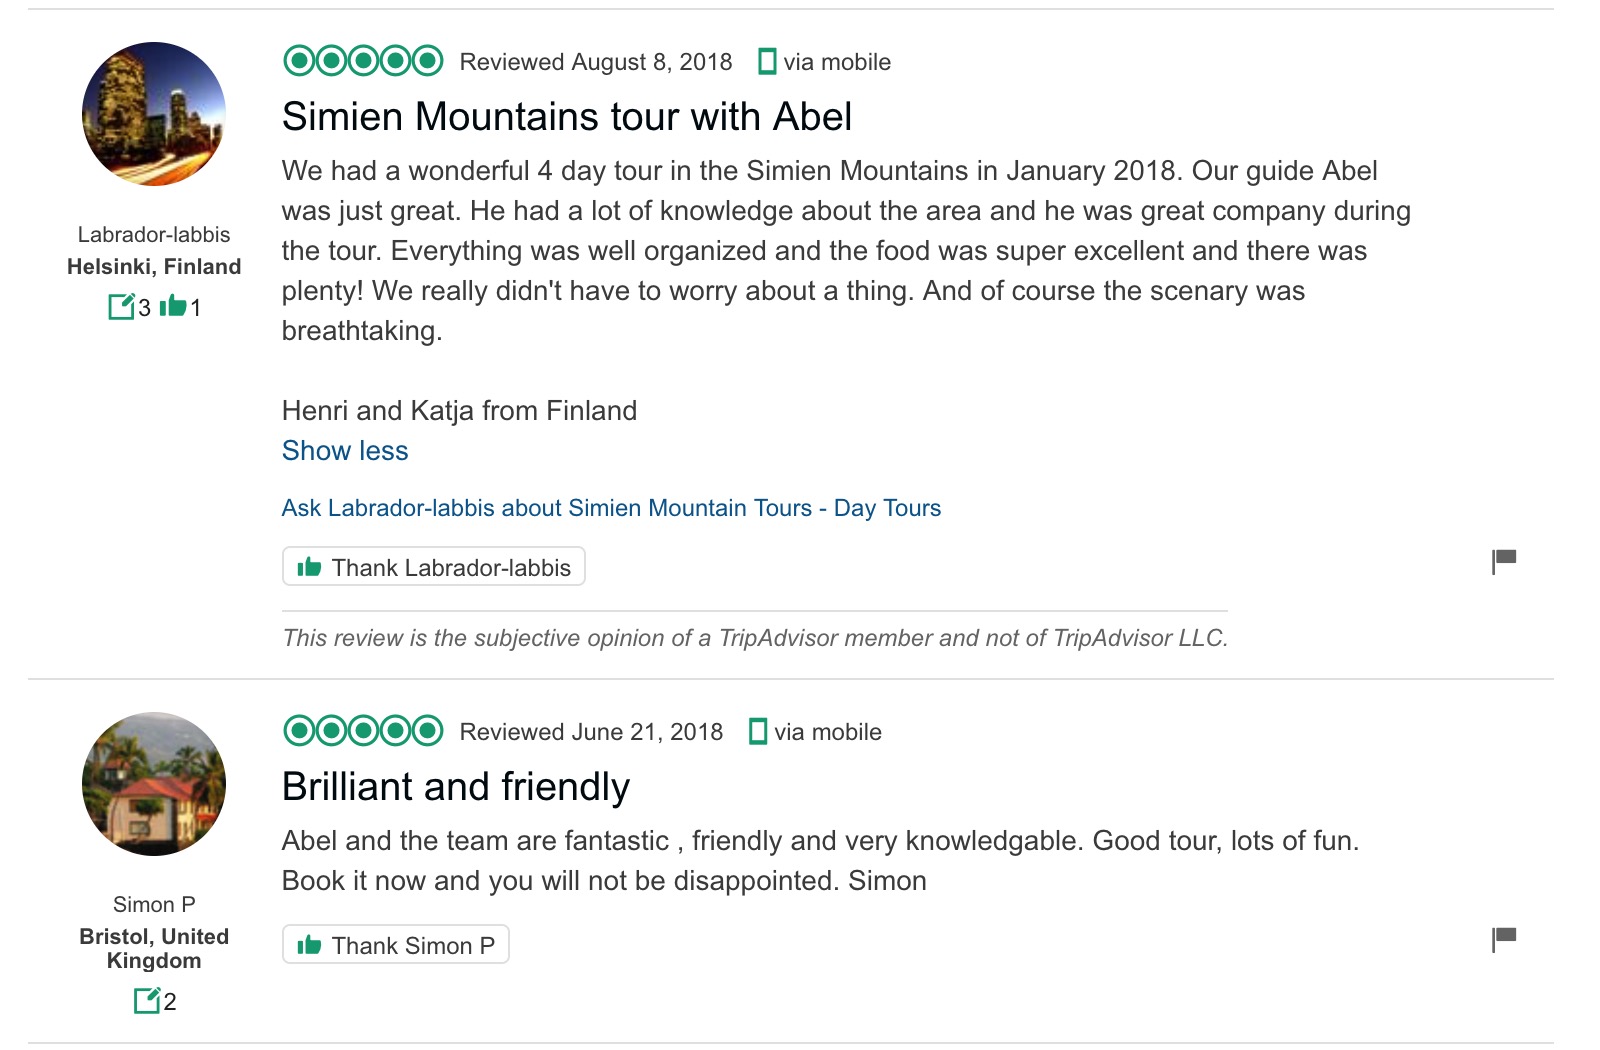 Reviewed August 8, 2018 via mobile
Simien Mountains tour with Abel
We had a wonderful 4 day tour in the Simien Mountains in January 2018. Our guide Abel
was just great. He had a lot of knowledge about the area and he was great company during
the tour. Everything was well organized and the food was super excellent and there was
plenty! We really didn't have to worry about a thing. And of course the scenary was
breathtaking.
Henri and Katja from Finland
Show less
Ask Labrador-labbis about Simien Mountain Tours - Day Tours
Thank Labrador-labbis
This review is the subjective opinion of a TripAdvisor member and not of TripAdvisor LLC.
Labrador-labbis
Helsinki, Finland
3 1
Reviewed June 21, 2018 via mobile
Brilliant and friendly
Abel and the team are fantastic , friendly and very knowledgable. Good tour, lots of fun.
Book it now and you will not be disappointed. Simon
Thank Simon P
Simon P
Bristol, United
Kingdom
2